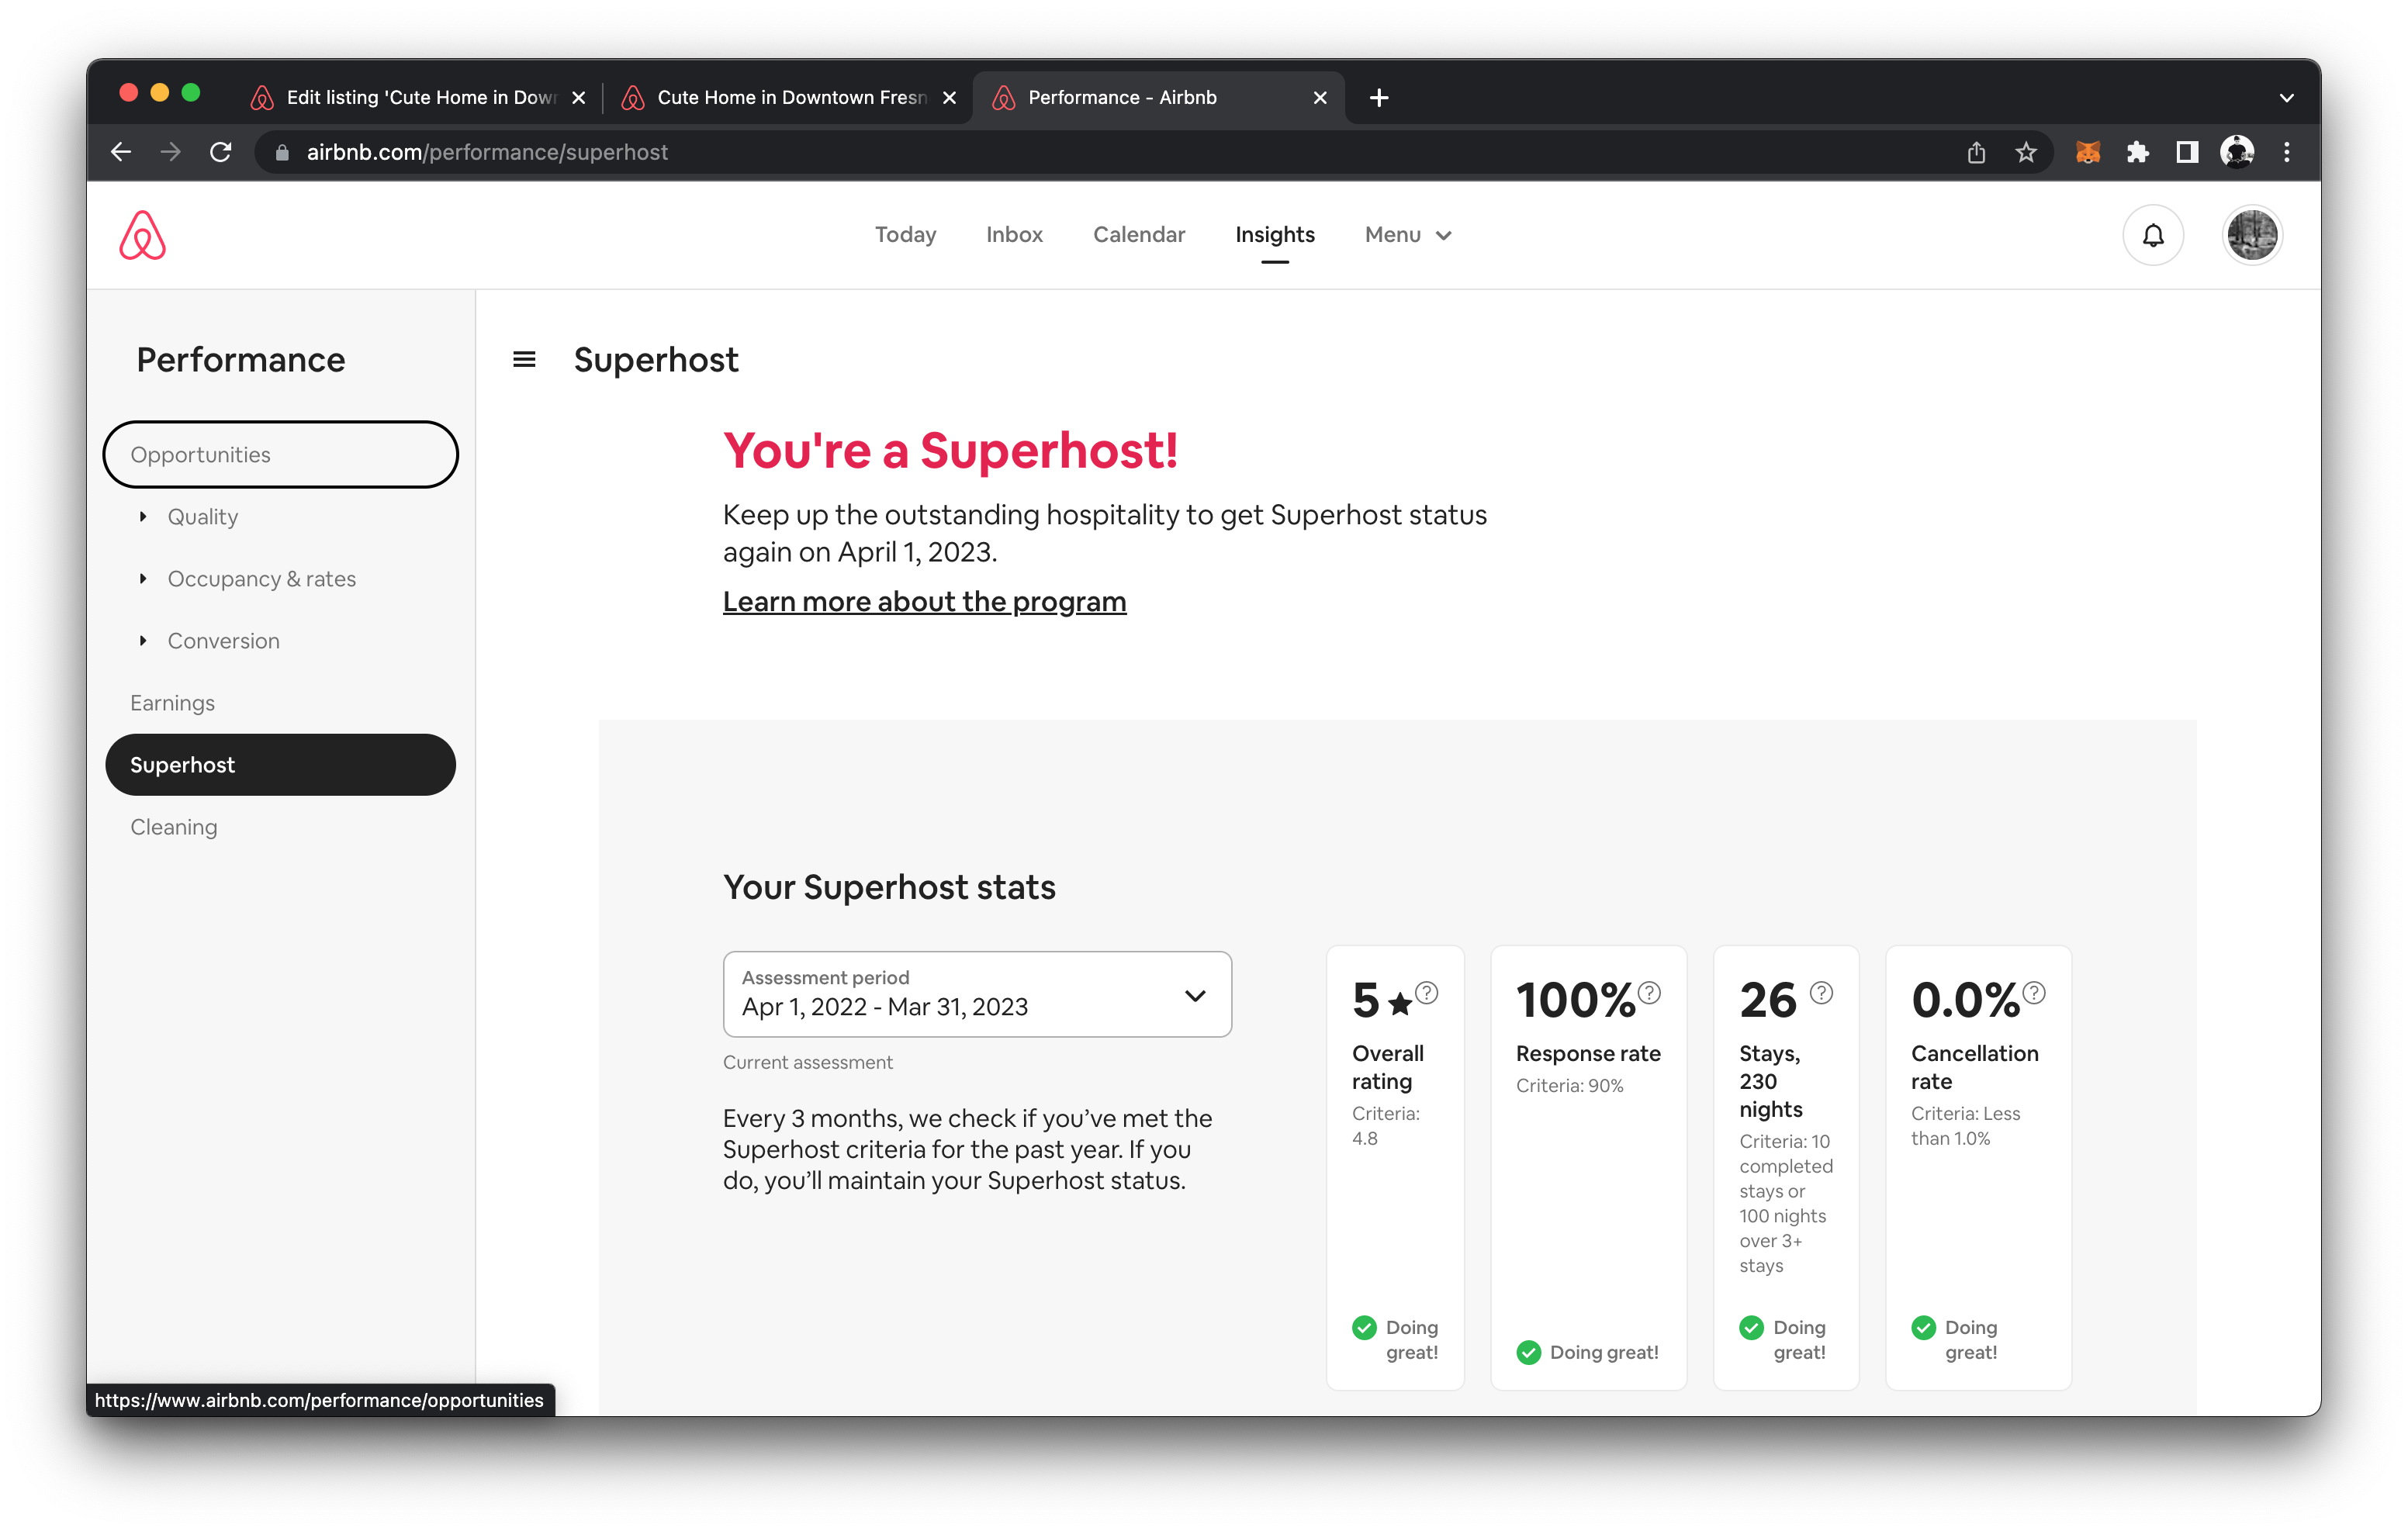 Edit listing 'Cute Home in Dow
Cute Home in Downtown Fresn
Performance - Airbnb
airbnb.com/performance/superhost
Today
Inbox
Calendar
Insights
Menu
Performance
Opportunities
Quality
Occupancy & rates
Conversion
Earnings
Superhost
Cleaning
Superhost
You're a Superhost!
Keep up the outstanding hospitality to get Superhost status
again on April 1, 2023.
Learn more about the program
Your Superhost stats
Assessment period
Apr 1, 2022 - Mar 31, 2023
Current assessment
Every 3 months, we check if you’ve met the
Superhost criteria for the past year. If you
do, you’ll maintain your Superhost status.
5 ★ ?
Overall
rating
Criteria:
4.8
Doing
great!
100% ?
Response rate
Criteria: 90%
Doing great!
26 ?
Stays,
230
nights
Criteria: 10
completed
stays or
100 nights
over 3+
stays
Doing
great!
0.0% ?
Cancellation
rate
Criteria: Less
than 1.0%
Doing
great!
https://www.airbnb.com/performance/opportunities